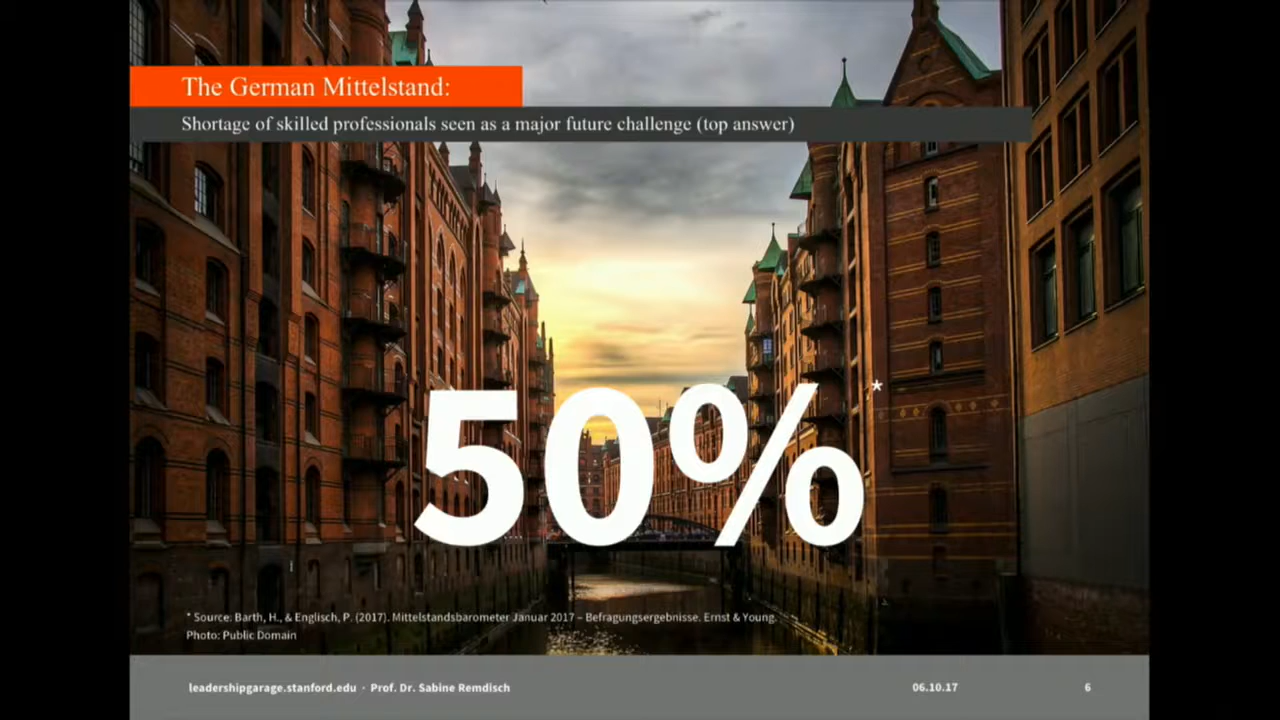 The German Mittelstand:
Shortage of skilled professionals seen as a major future challenge (top answer)
50%*
* Source: Barth, H., & Englisch, P. (2017). Mittelstandsbarometer Januar 2017 – Befragungsergebnisse. Ernst & Young.
Photo: Public Domain
leadershipgarage.stanford.edu · Prof. Dr. Sabine Remdisch 06.10.17 6